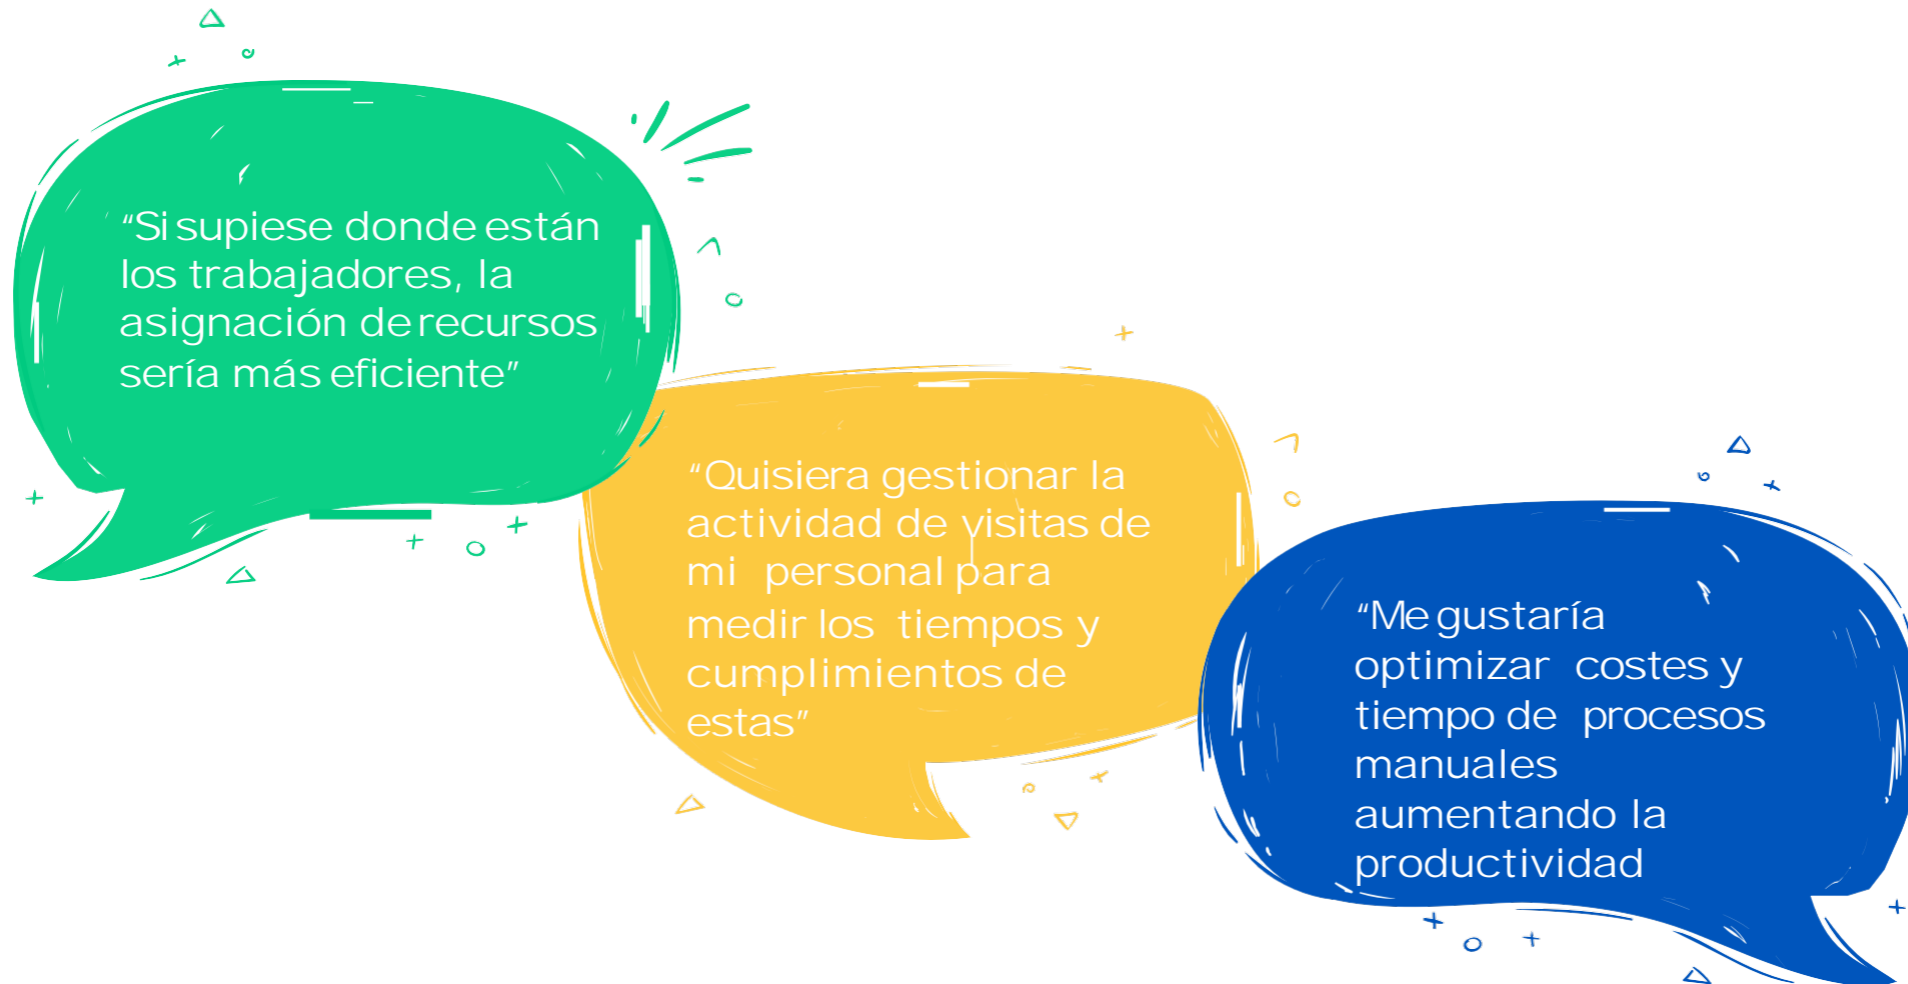 “Si supiese donde están
los trabajadores, la
asignación de recursos
sería más eficiente”
“Quisiera gestionar la
actividad de visitas de
mi personal para
medir los tiempos y
cumplimientos de
estas”
“Me gustaría
optimizar costes y
tiempo de procesos
manuales
aumentando la
productividad